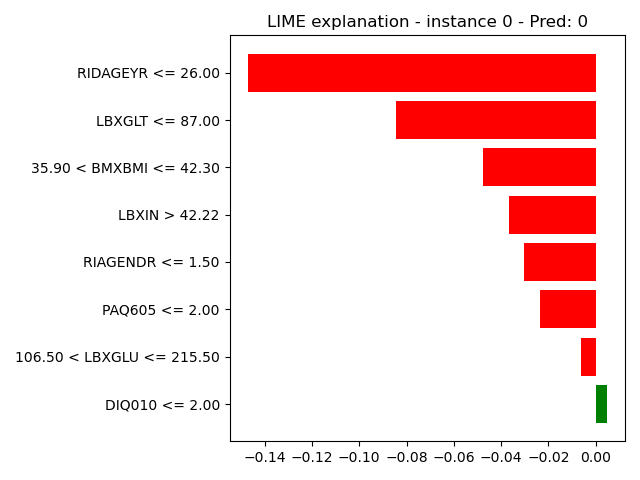 LIME explanation - instance 0 - Pred: 0
RIDAGEYR <= 26.00
LBXGLT <= 87.00
35.90 < BMXBMI <= 42.30
LBXIN > 42.22
RIAGENDR <= 1.50
PAQ605 <= 2.00
106.50 < LBXGLU <= 215.50
DIQ010 <= 2.00
−0.14 −0.12 −0.10 −0.08 −0.06 −0.04 −0.02 0.00